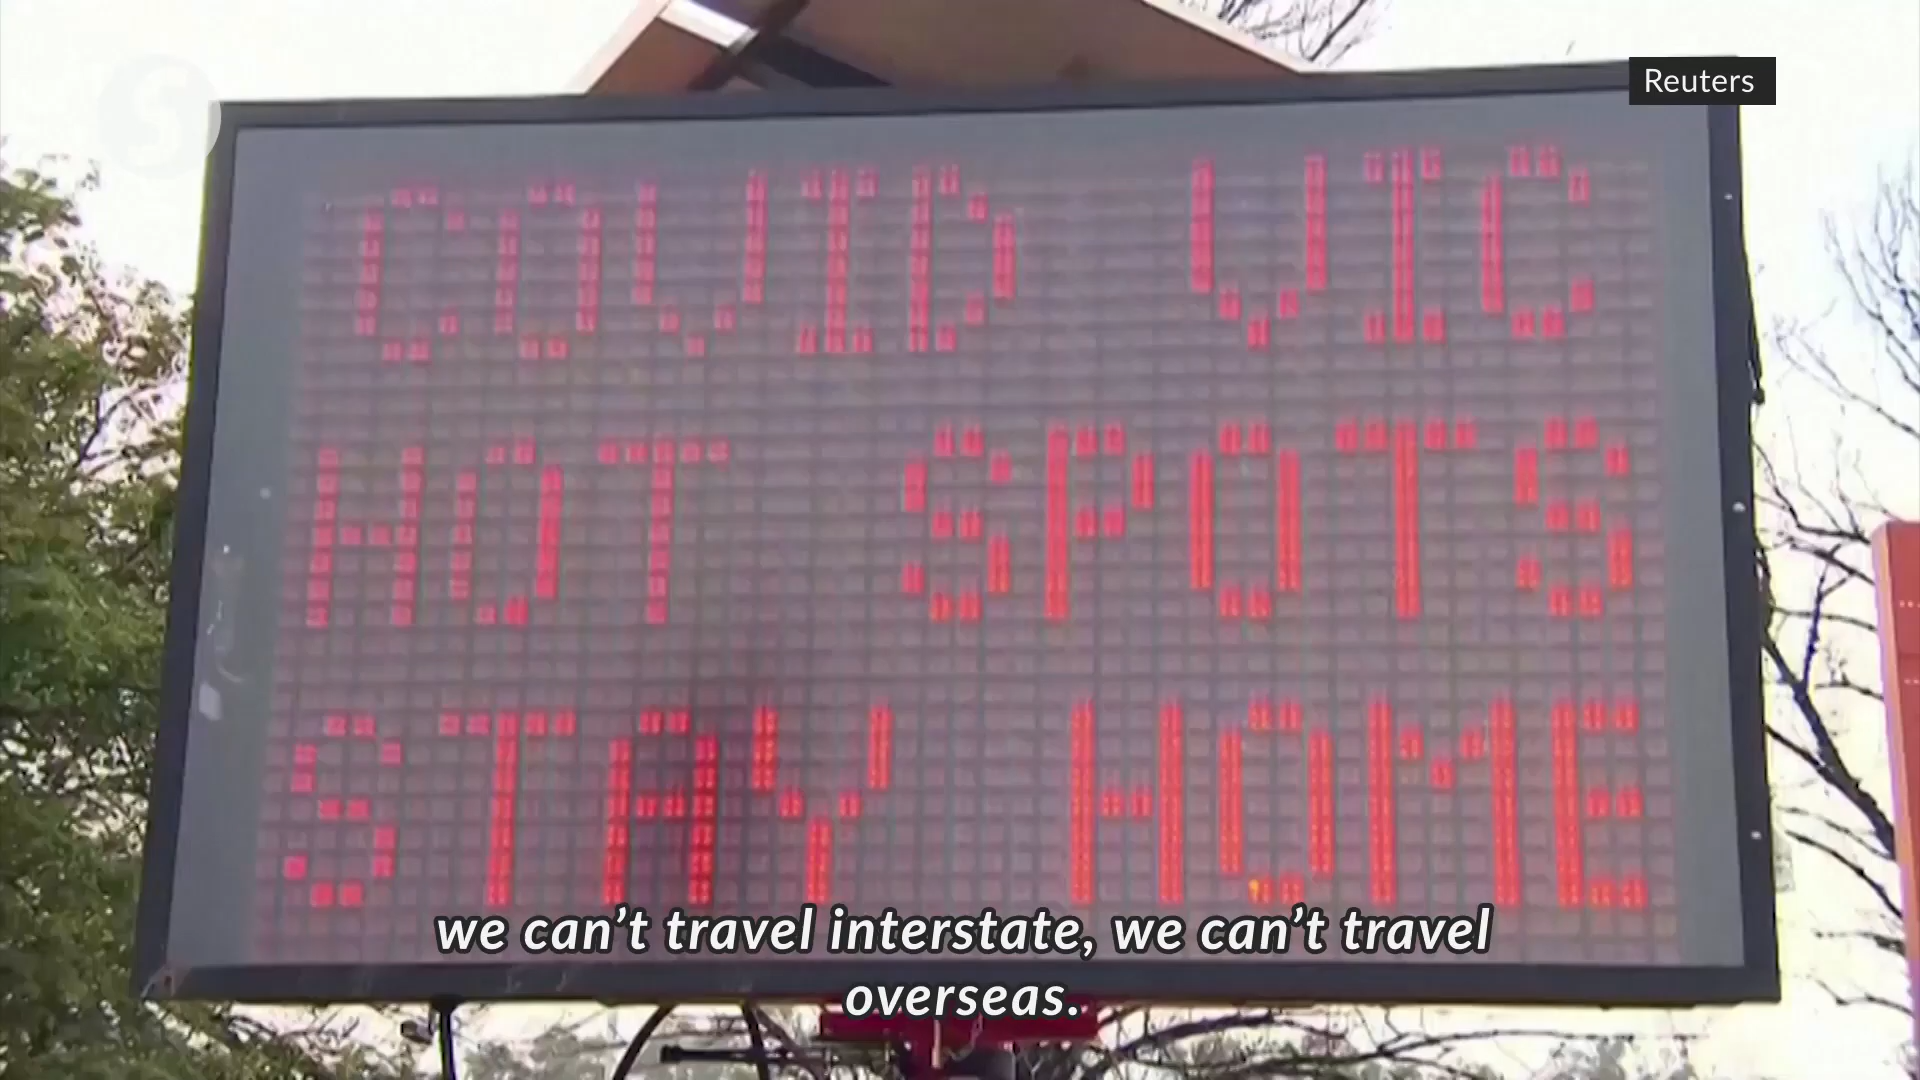 Reuters
COVID VIC
HOT SPOTS
STAY HOME
we can't travel interstate, we can't travel
overseas.